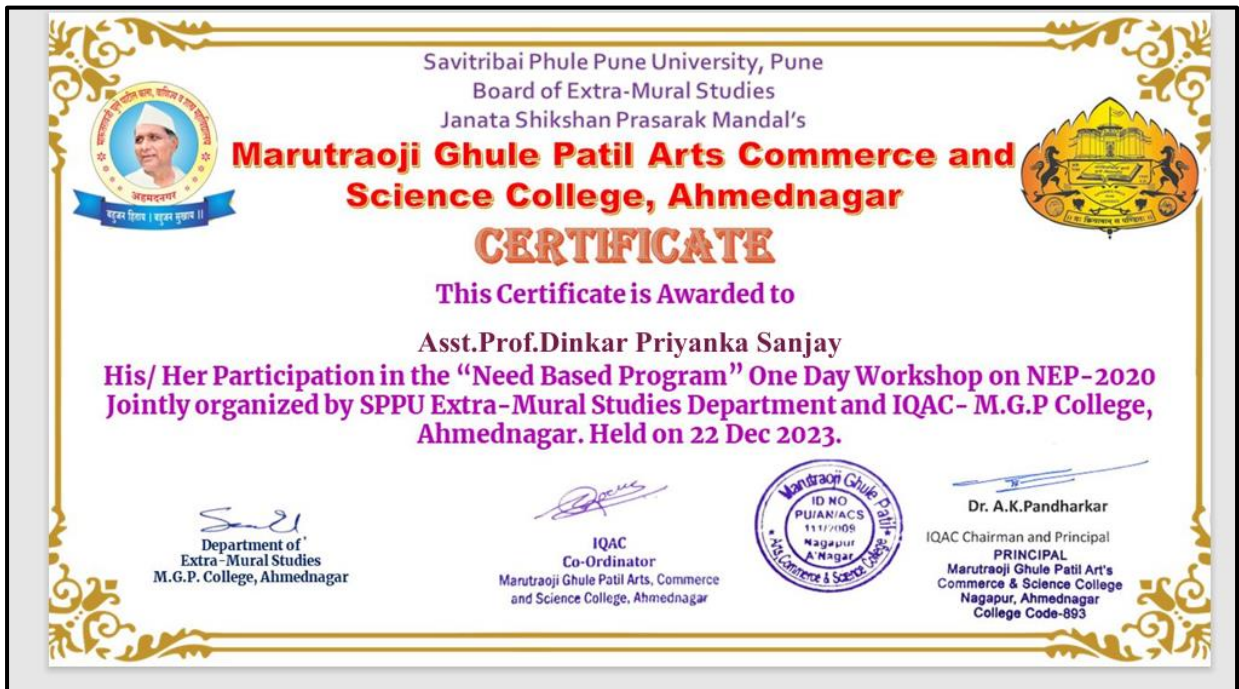 Savitribai Phule Pune University, Pune
Board of Extra-Mural Studies
Janata Shikshan Prasarak Mandal's
Marutraoji Ghule Patil Arts Commerce and
Science College, Ahmednagar
अहमदनगर
बहुजन हिताय । बहुजन सुखाय ।।
CERTIFICATE
This Certificate is Awarded to
Asst.Prof.Dinkar Priyanka Sanjay
His/ Her Participation in the “Need Based Program” One Day Workshop on NEP-2020
Jointly organized by SPPU Extra-Mural Studies Department and IQAC- M.G.P College,
Ahmednagar. Held on 22 Dec 2023.
Department of
Extra-Mural Studies
M.G.P. College, Ahmednagar
IQAC
Co-Ordinator
Marutraoji Ghule Patil Arts, Commerce
and Science College, Ahmednagar
Marutraoji Ghule Patil
Arts, Commerce & Science College
ID NO
PU/AN/ACS
111/2009
Nagapur
A'Nagar
Dr. A.K.Pandharkar
IQAC Chairman and Principal
PRINCIPAL
Marutraoji Ghule Patil Art's
Commerce & Science College
Nagapur, Ahmednagar
College Code-893